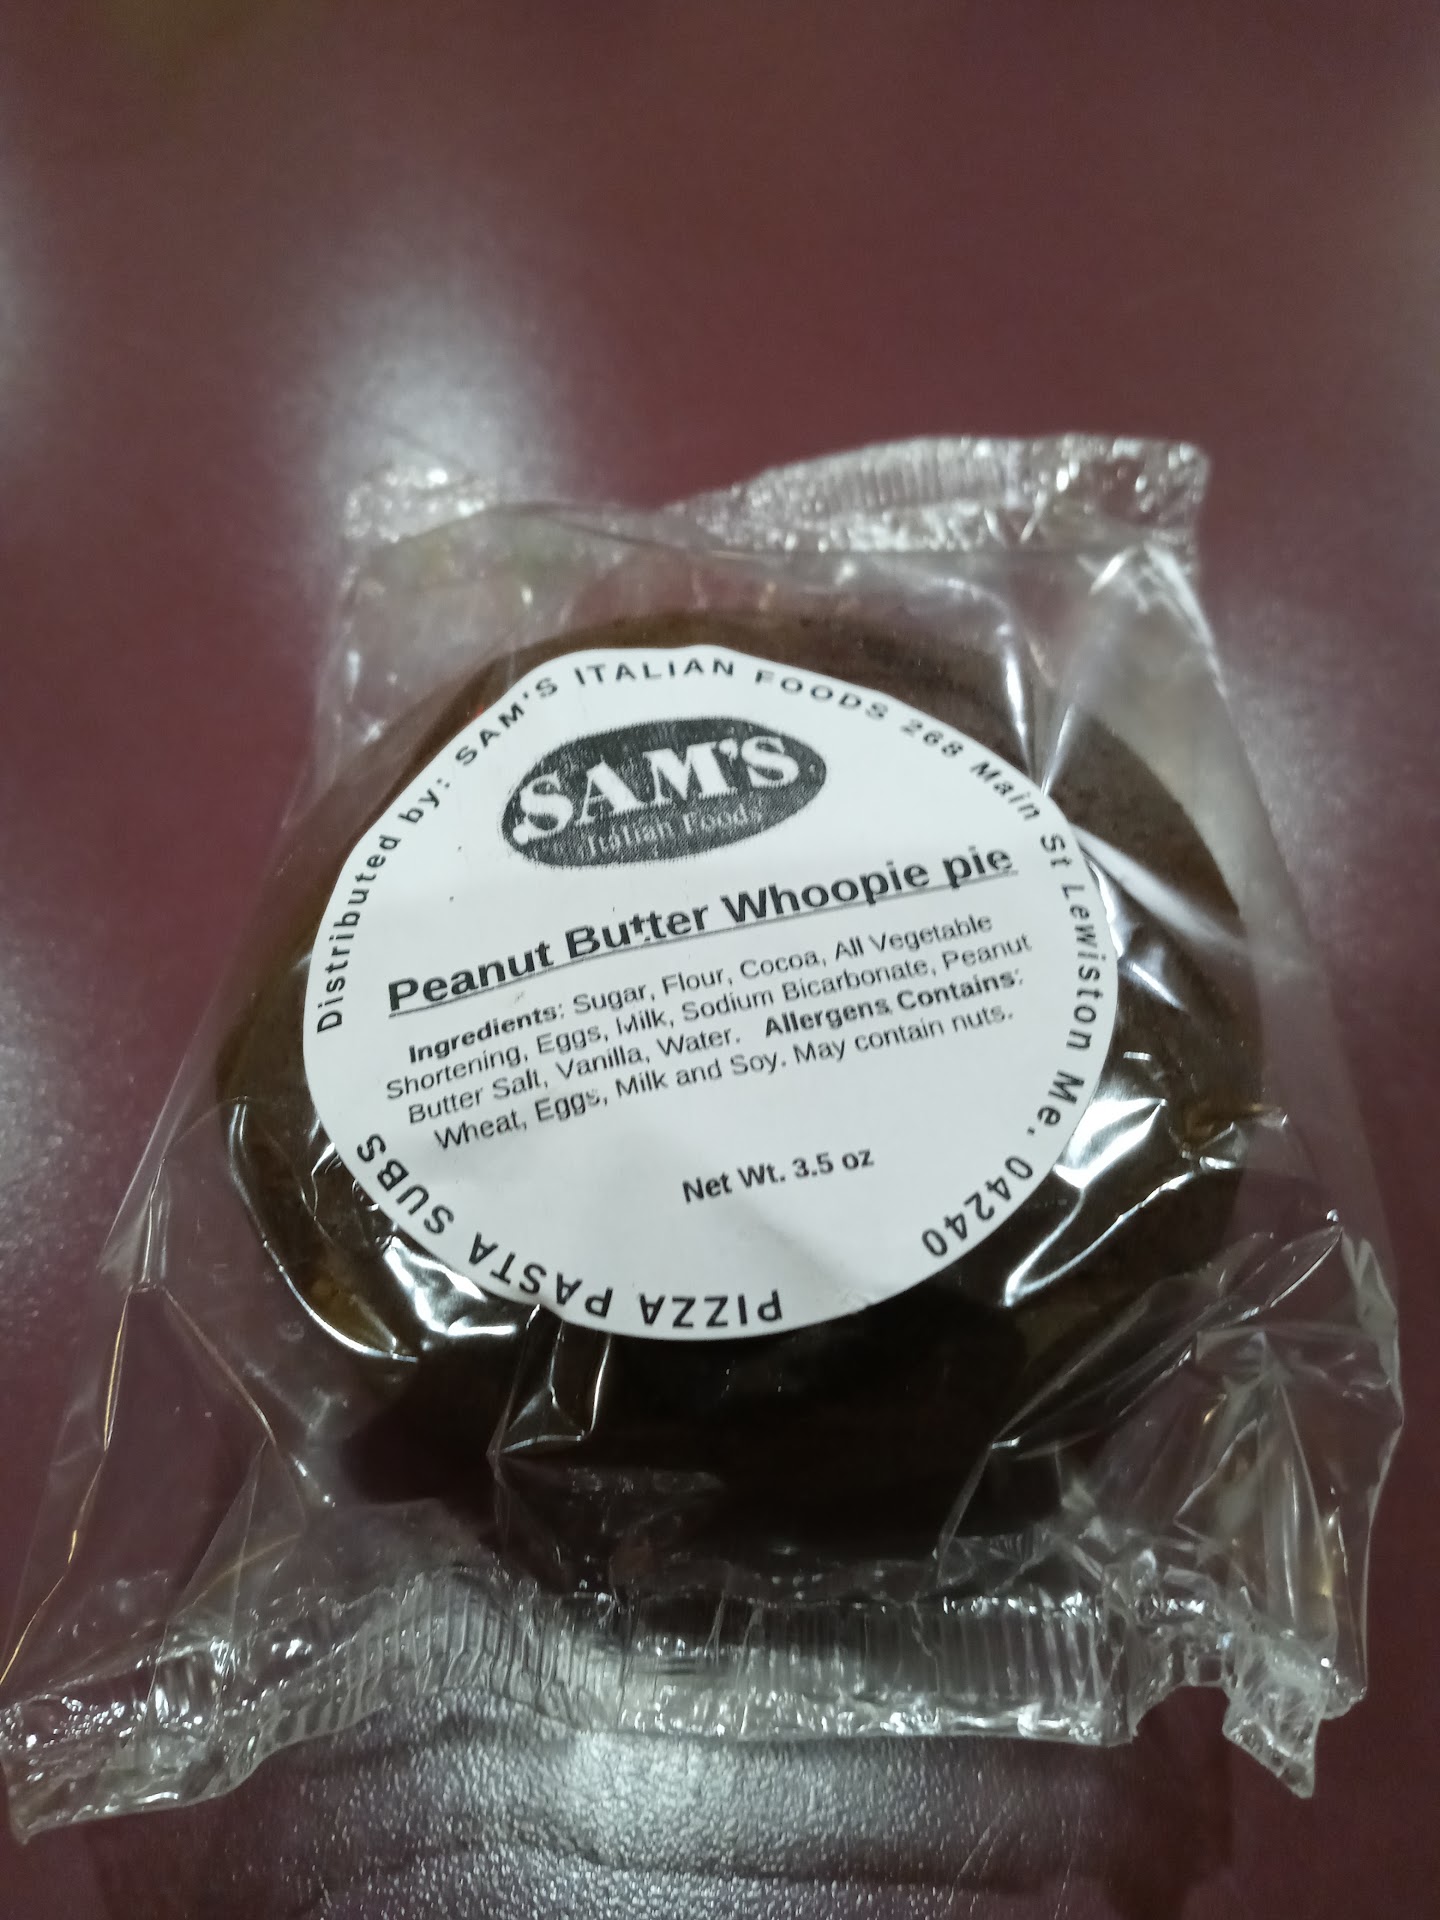 Distributed by: SAM'S ITALIAN FOODS 268 Main St Lewiston Me. 04240
SAM'S
Italian Foods
Peanut Butter Whoopie pie
Ingredients: Sugar, Flour, Cocoa, All Vegetable
Shortening, Eggs, Milk, Sodium Bicarbonate, Peanut
Butter Salt, Vanilla, Water. Allergens Contains:
Wheat, Eggs, Milk and Soy. May contain nuts.
Net Wt. 3.5 oz
PIZZA PASTA SUBS